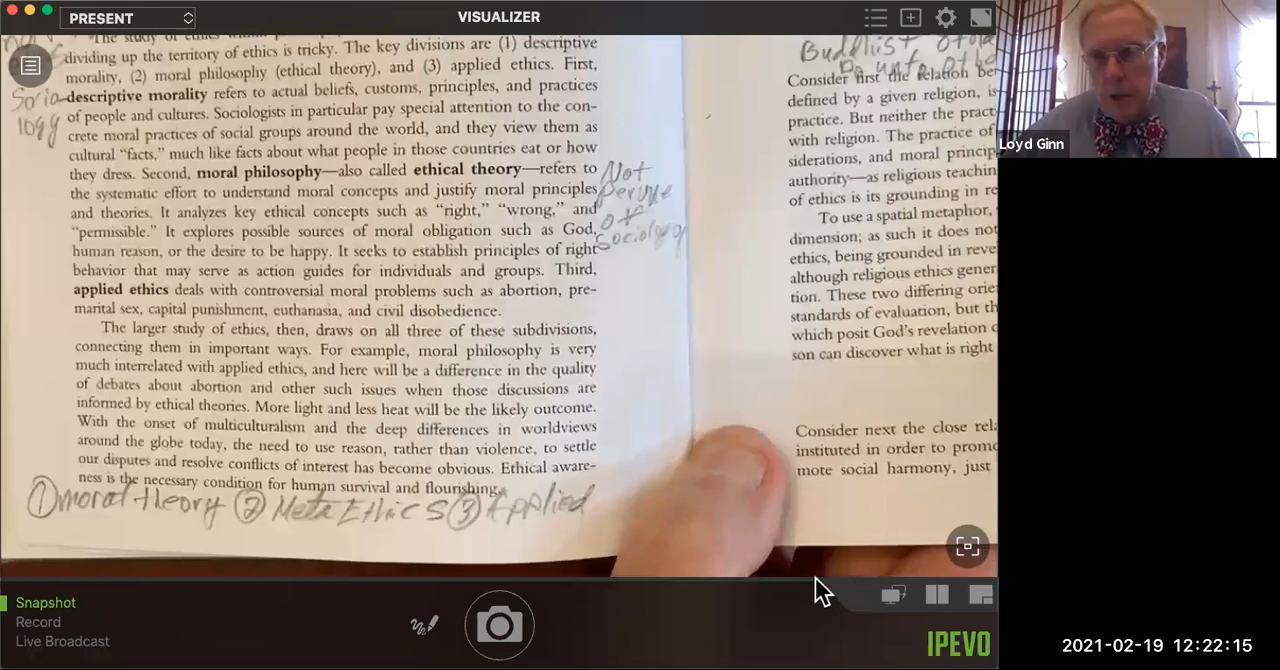 PRESENT
VISUALIZER
dividing up the territory of ethics is tricky. The key divisions are (1) descriptive
morality, (2) moral philosophy (ethical theory), and (3) applied ethics. First,
descriptive morality refers to actual beliefs, customs, principles, and practices
of people and cultures. Sociologists in particular pay special attention to the con-
crete moral practices of social groups around the world, and they view them as
cultural “facts,” much like facts about what people in those countries eat or how
they dress. Second, moral philosophy—also called ethical theory—refers to
the systematic effort to understand moral concepts and justify moral principles
and theories. It analyzes key ethical concepts such as “right,” “wrong,” and
“permissible.” It explores possible sources of moral obligation such as God,
human reason, or the desire to be happy. It seeks to establish principles of right
behavior that may serve as action guides for individuals and groups. Third,
applied ethics deals with controversial moral problems such as abortion, pre-
marital sex, capital punishment, euthanasia, and civil disobedience.
The larger study of ethics, then, draws on all three of these subdivisions,
connecting them in important ways. For example, moral philosophy is very
much interrelated with applied ethics, and here will be a difference in the quality
of debates about abortion and other such issues when those discussions are
informed by ethical theories. More light and less heat will be the likely outcome.
With the onset of multiculturalism and the deep differences in worldviews
around the globe today, the need to use reason, rather than violence, to settle
our disputes and resolve conflicts of interest has become obvious. Ethical aware-
ness is the necessary condition for human survival and flourishing.
① moral theory ② Meta Ethics ③ Applied
Socia
logy
Not
of
Sociology
Buddhist
Consider first the relation be
defined by a given religion, is
practice. But neither the pract
with religion. The practice of
siderations, and moral princip
authority—as religious teachin
of ethics is its grounding in re
To use a spatial metaphor,
dimension; as such it does not
ethics, being grounded in reve
although religious ethics gener
tion. These two differing orie
standards of evaluation, but th
which posit God’s revelation
son can discover what is right
Consider next the close rela
instituted in order to promo
mote social harmony, just
Loyd Ginn
Snapshot
Record
Live Broadcast
IPEVO
2021-02-19 12:22:15